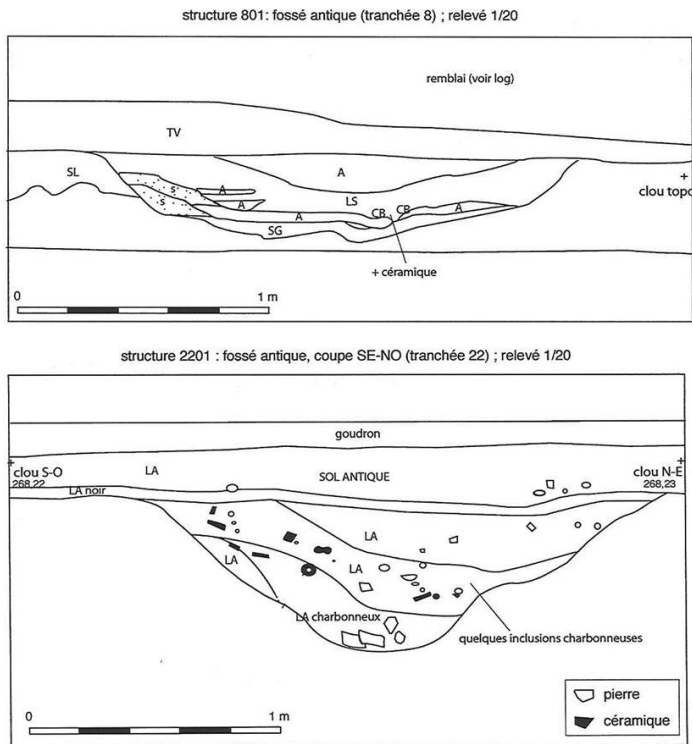 structure 801: fossé antique (tranchée 8) ; relevé 1/20
remblai (voir log)
TV
SL
A
+
clou topo
s
A
LS
s
A
CB
CB
A
A
SG
+ céramique
0
1 m
structure 2201 : fossé antique, coupe SE-NO (tranchée 22) ; relevé 1/20
goudron
+
clou S-O
268,22
LA
SOL ANTIQUE
+
clou N-E
268,23
LA noir
LA
LA
LA
LA charbonneux
quelques inclusions charbonneuses
pierre
céramique
0
1 m